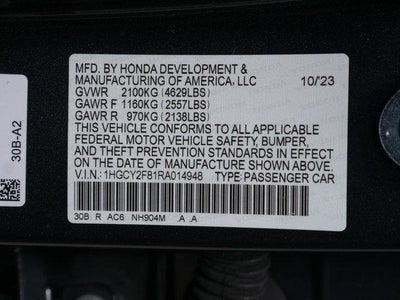 MFD. BY HONDA DEVELOPMENT &
MANUFACTURING OF AMERICA, LLC 10/'23
GVWR 2100KG (4629LBS)
GAWR F 1160KG (2557LBS)
GAWR R 970KG (2138LBS)
THIS VEHICLE CONFORMS TO ALL APPLICABLE
FEDERAL MOTOR VEHICLE SAFETY, BUMPER,
AND THEFT PREVENTION STANDARDS IN EFFECT ON
THE DATE OF MANUFACTURE SHOWN ABOVE.
V.I.N: 1HGCY2F81RA014948 TYPE:PASSENGER CAR
30B R AC6 NH904M .A .A
30B-A2